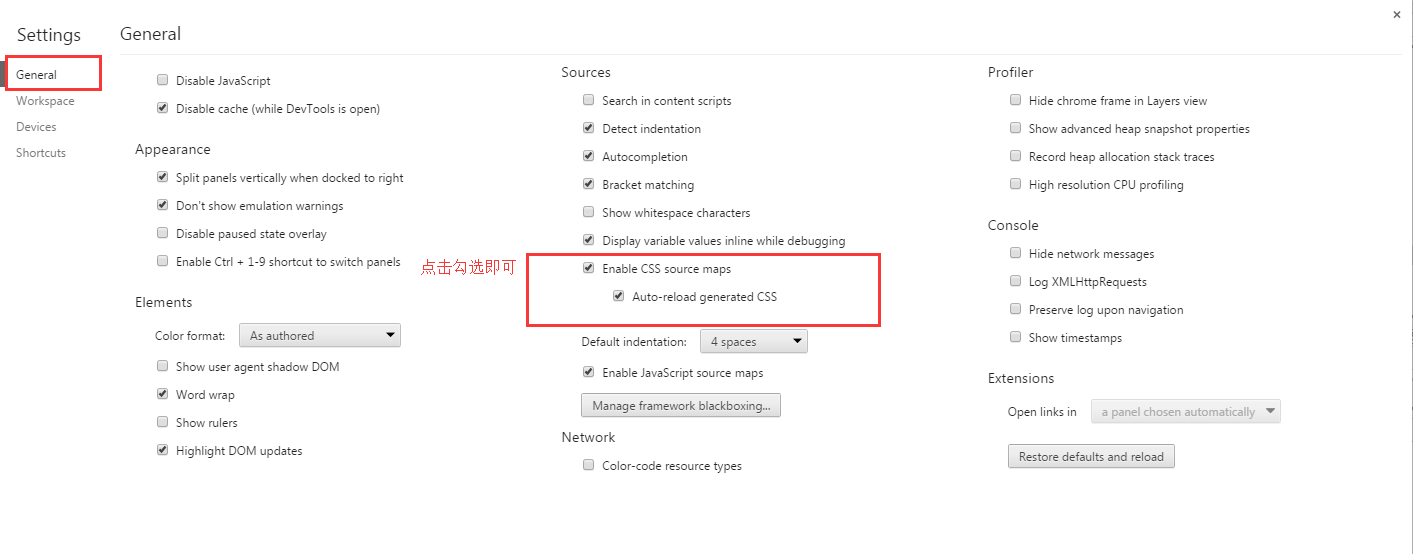 ×
Settings
General
General
Workspace
Devices
Shortcuts
Disable JavaScript
Disable cache (while DevTools is open)
Appearance
Split panels vertically when docked to right
Don't show emulation warnings
Disable paused state overlay
Enable Ctrl + 1-9 shortcut to switch panels
Elements
Color format: As authored
Show user agent shadow DOM
Word wrap
Show rulers
Highlight DOM updates
点击勾选即可
Sources
Search in content scripts
Detect indentation
Autocompletion
Bracket matching
Show whitespace characters
Display variable values inline while debugging
Enable CSS source maps
Auto-reload generated CSS
Default indentation: 4 spaces
Enable JavaScript source maps
Manage framework blackboxing...
Network
Color-code resource types
Profiler
Hide chrome frame in Layers view
Show advanced heap snapshot properties
Record heap allocation stack traces
High resolution CPU profiling
Console
Hide network messages
Log XMLHttpRequests
Preserve log upon navigation
Show timestamps
Extensions
Open links in a panel chosen automatically
Restore defaults and reload